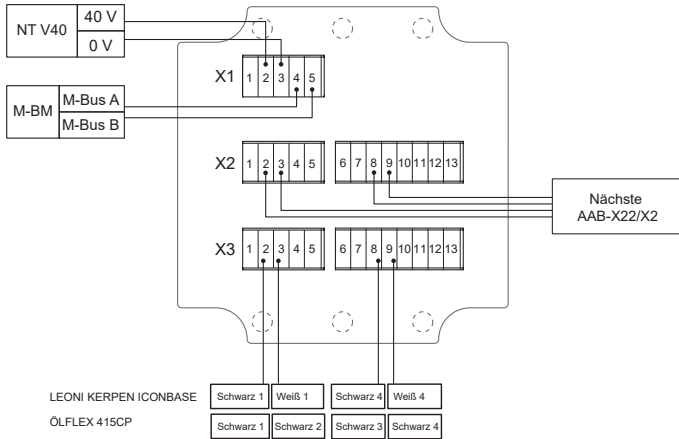 NT V40
40 V
0 V
M-BM
M-Bus A
M-Bus B
X1
1 2 3 4 5
X2
1 2 3 4 5
6 7 8 9 10 11 12 13
Nächste
AAB-X22/X2
X3
1 2 3 4 5
6 7 8 9 10 11 12 13
LEONI KERPEN ICONBASE
Schwarz 1
Weiß 1
Schwarz 4
Weiß 4
ÖLFLEX 415CP
Schwarz 1
Schwarz 2
Schwarz 3
Schwarz 4